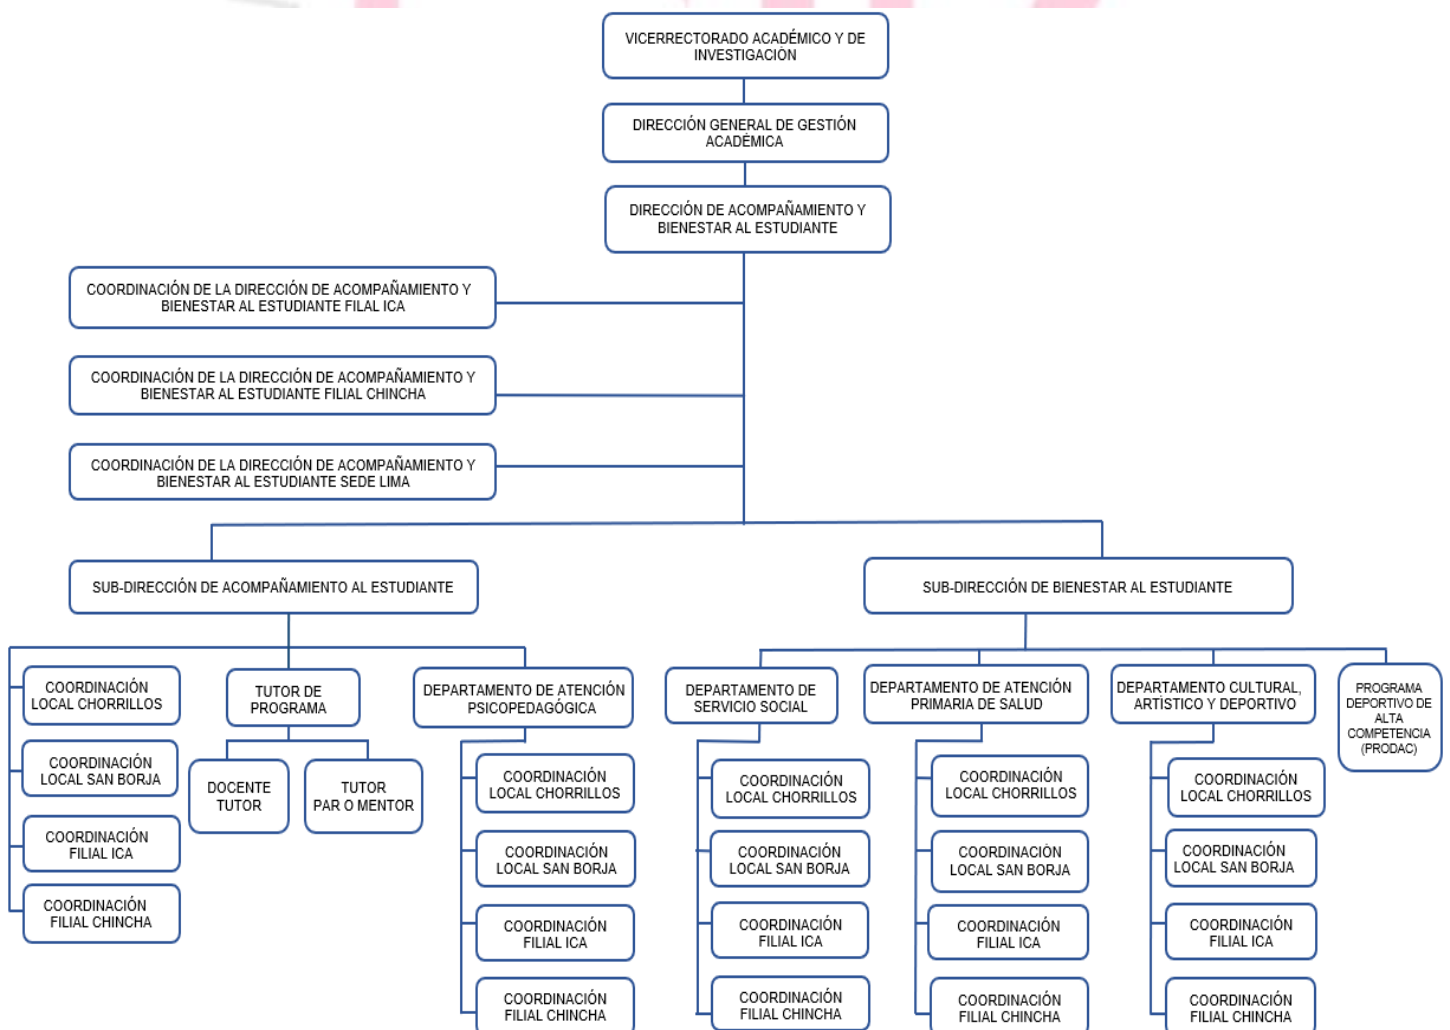 VICERRECTORADO ACADÉMICO Y DE
INVESTIGACIÓN
DIRECCIÓN GENERAL DE GESTIÓN
ACADÉMICA
DIRECCIÓN DE ACOMPAÑAMIENTO Y
BIENESTAR AL ESTUDIANTE
COORDINACIÓN DE LA DIRECCIÓN DE ACOMPAÑAMIENTO Y
BIENESTAR AL ESTUDIANTE FILAL ICA
COORDINACIÓN DE LA DIRECCIÓN DE ACOMPAÑAMIENTO Y
BIENESTAR AL ESTUDIANTE FILIAL CHINCHA
COORDINACIÓN DE LA DIRECCIÓN DE ACOMPAÑAMIENTO Y
BIENESTAR AL ESTUDIANTE SEDE LIMA
SUB-DIRECCIÓN DE ACOMPAÑAMIENTO AL ESTUDIANTE
SUB-DIRECCIÓN DE BIENESTAR AL ESTUDIANTE
COORDINACIÓN
LOCAL CHORRILLOS
COORDINACIÓN
LOCAL SAN BORJA
COORDINACIÓN
FILIAL ICA
COORDINACIÓN
FILIAL CHINCHA
TUTOR DE
PROGRAMA
DOCENTE
TUTOR
TUTOR
PAR O MENTOR
DEPARTAMENTO DE ATENCIÓN
PSICOPEDAGÓGICA
COORDINACIÓN
LOCAL CHORRILLOS
COORDINACIÓN
LOCAL SAN BORJA
COORDINACIÓN
FILIAL ICA
COORDINACIÓN
FILIAL CHINCHA
DEPARTAMENTO DE
SERVICIO SOCIAL
COORDINACIÓN
LOCAL CHORRILLOS
COORDINACIÓN
LOCAL SAN BORJA
COORDINACIÓN
FILIAL ICA
COORDINACIÓN
FILIAL CHINCHA
DEPARTAMENTO DE ATENCIÓN
PRIMARIA DE SALUD
COORDINACIÓN
LOCAL CHORRILLOS
COORDINACIÓN
LOCAL SAN BORJA
COORDINACIÓN
FILIAL ICA
COORDINACIÓN
FILIAL CHINCHA
DEPARTAMENTO CULTURAL,
ARTÍSTICO Y DEPORTIVO
COORDINACIÓN
LOCAL CHORRILLOS
COORDINACIÓN
LOCAL SAN BORJA
COORDINACIÓN
FILIAL ICA
COORDINACIÓN
FILIAL CHINCHA
PROGRAMA
DEPORTIVO DE
ALTA
COMPETENCIA
(PRODAC)